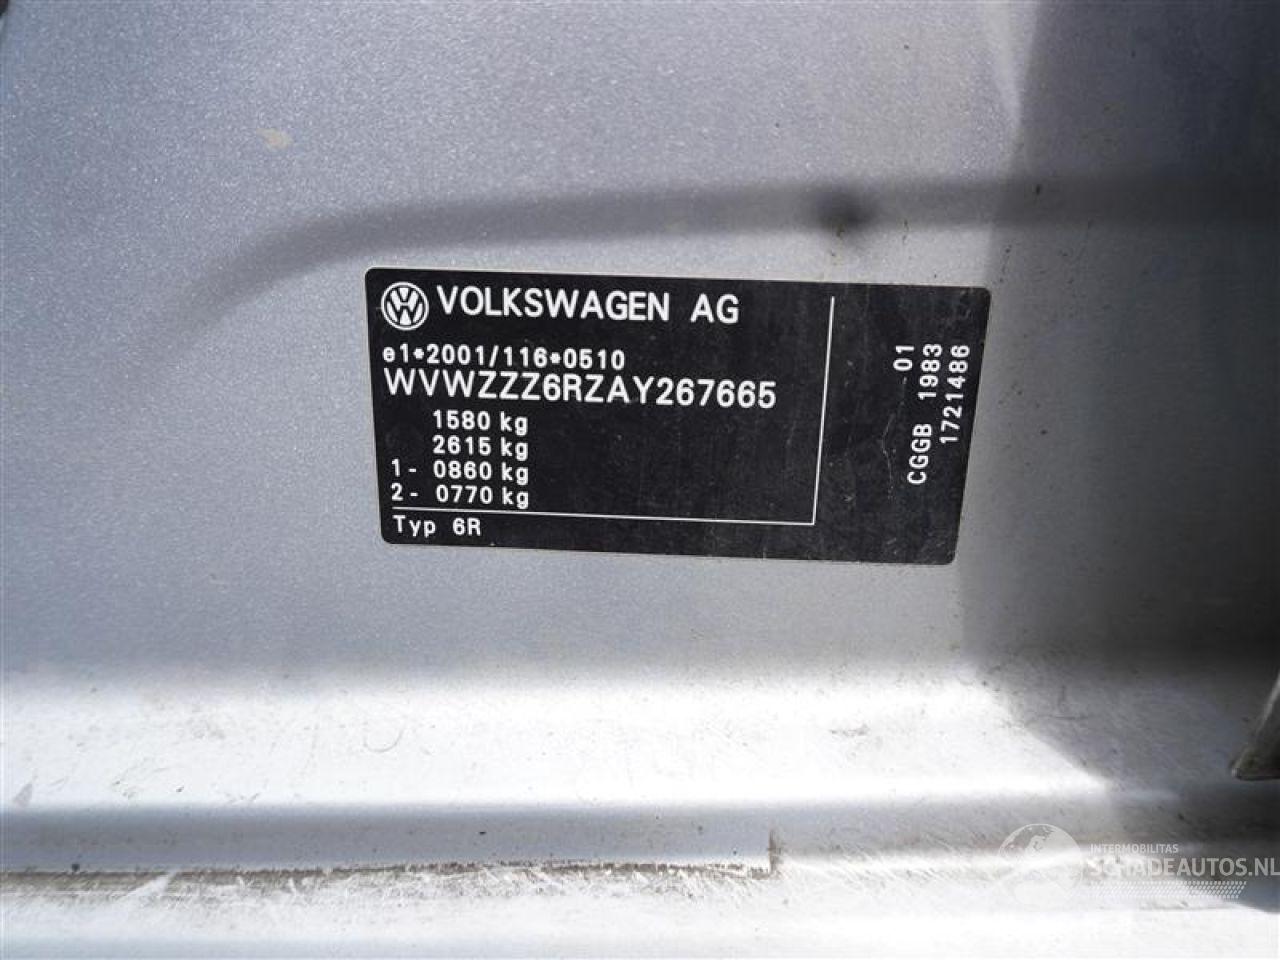 VOLKSWAGEN AG
e1*2001/116*0510
WVWZZZ6RZAY267665
1580 kg
2615 kg
1- 0860 kg
2- 0770 kg
Typ 6R
01
CGGB 1983
1721486
INTERMOBILITAS
SCHADEAUTOS.NL